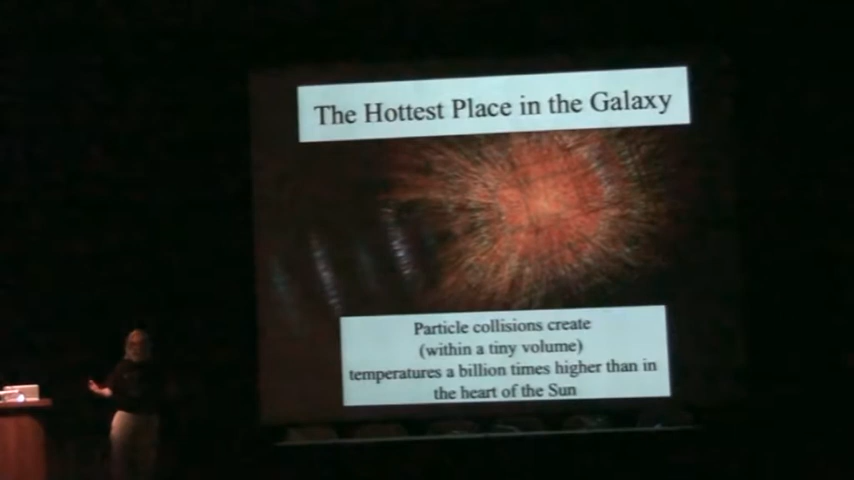 The Hottest Place in the Galaxy
Particle collisions create
(within a tiny volume)
temperatures a billion times higher than in
the heart of the Sun